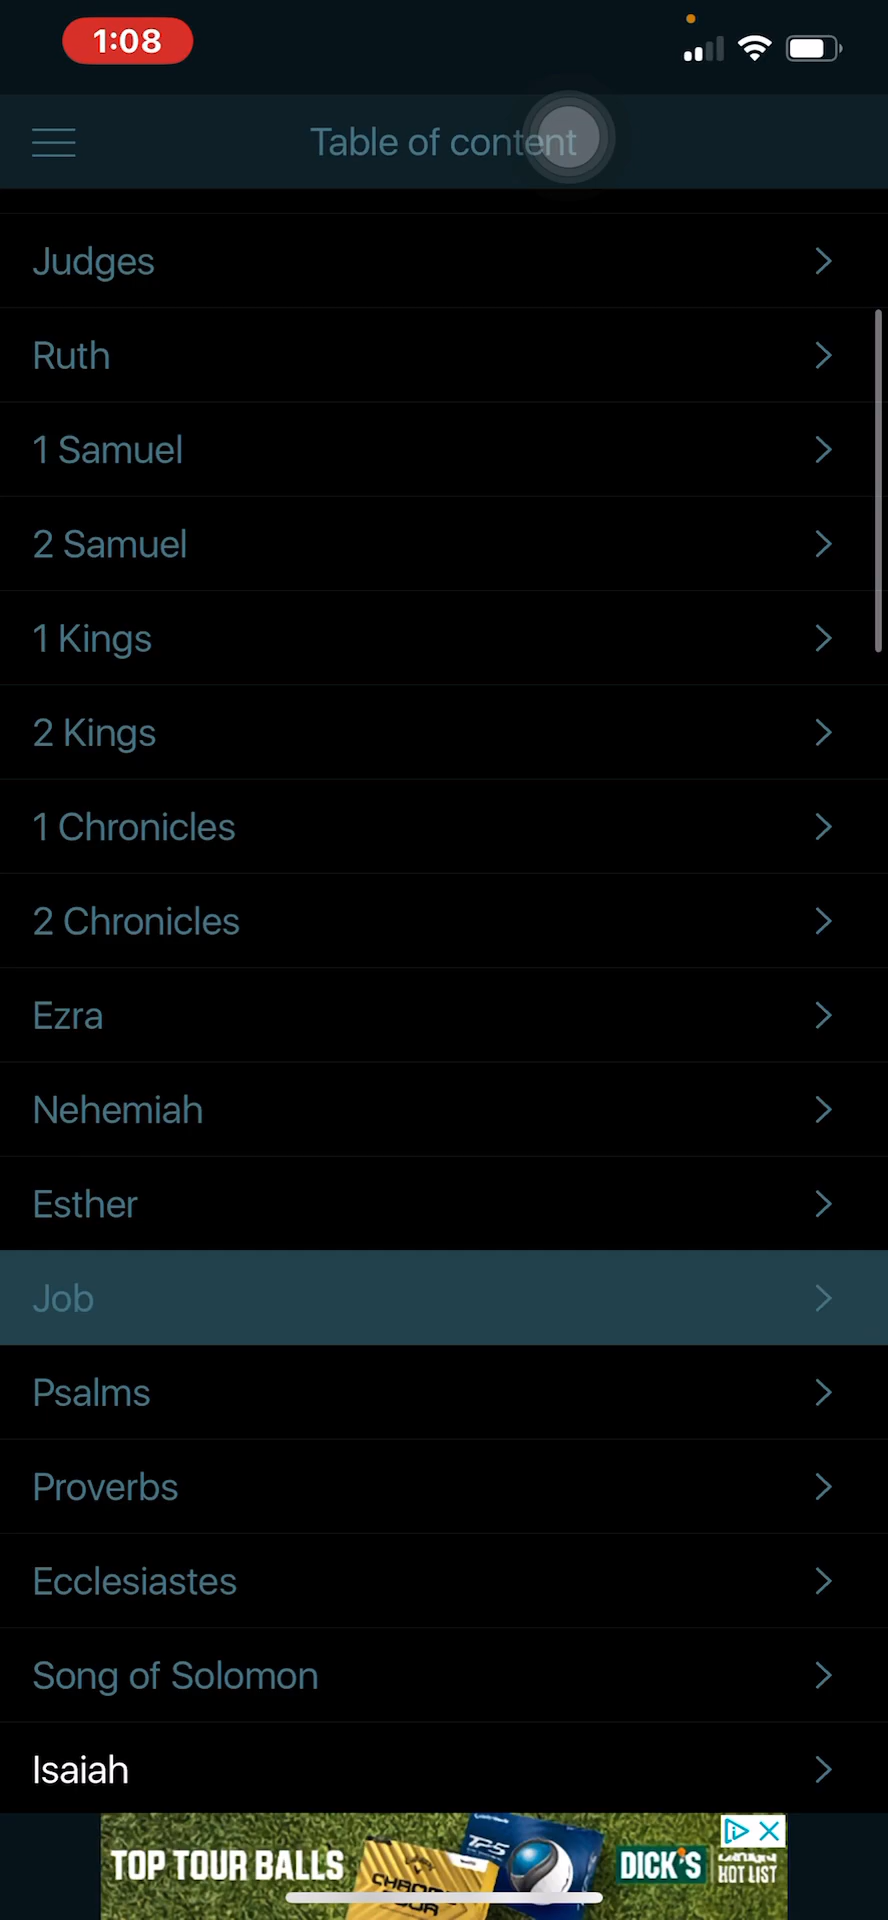 1:08
Table of content
Judges
Ruth
1 Samuel
2 Samuel
1 Kings
2 Kings
1 Chronicles
2 Chronicles
Ezra
Nehemiah
Esther
Job
Psalms
Proverbs
Ecclesiastes
Song of Solomon
Isaiah
TOP TOUR BALLS
TP5
DICK'S
HOT LIST